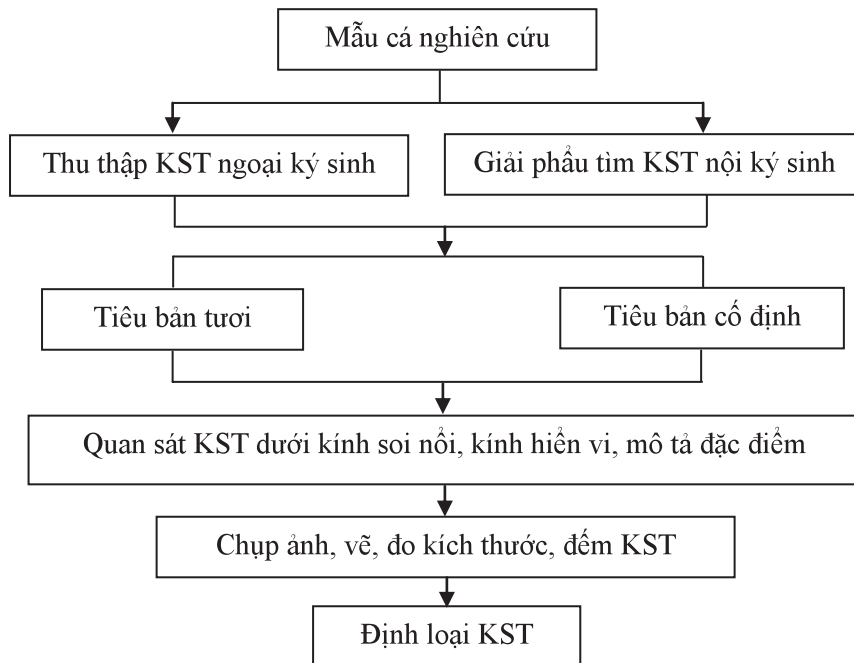 Mẫu cá nghiên cứu
Thu thập KST ngoại ký sinh
Giải phẩu tìm KST nội ký sinh
Tiêu bản tươi
Tiêu bản cố định
Quan sát KST dưới kính soi nổi, kính hiển vi, mô tả đặc điểm
Chụp ảnh, vẽ, đo kích thước, đếm KST
Định loại KST